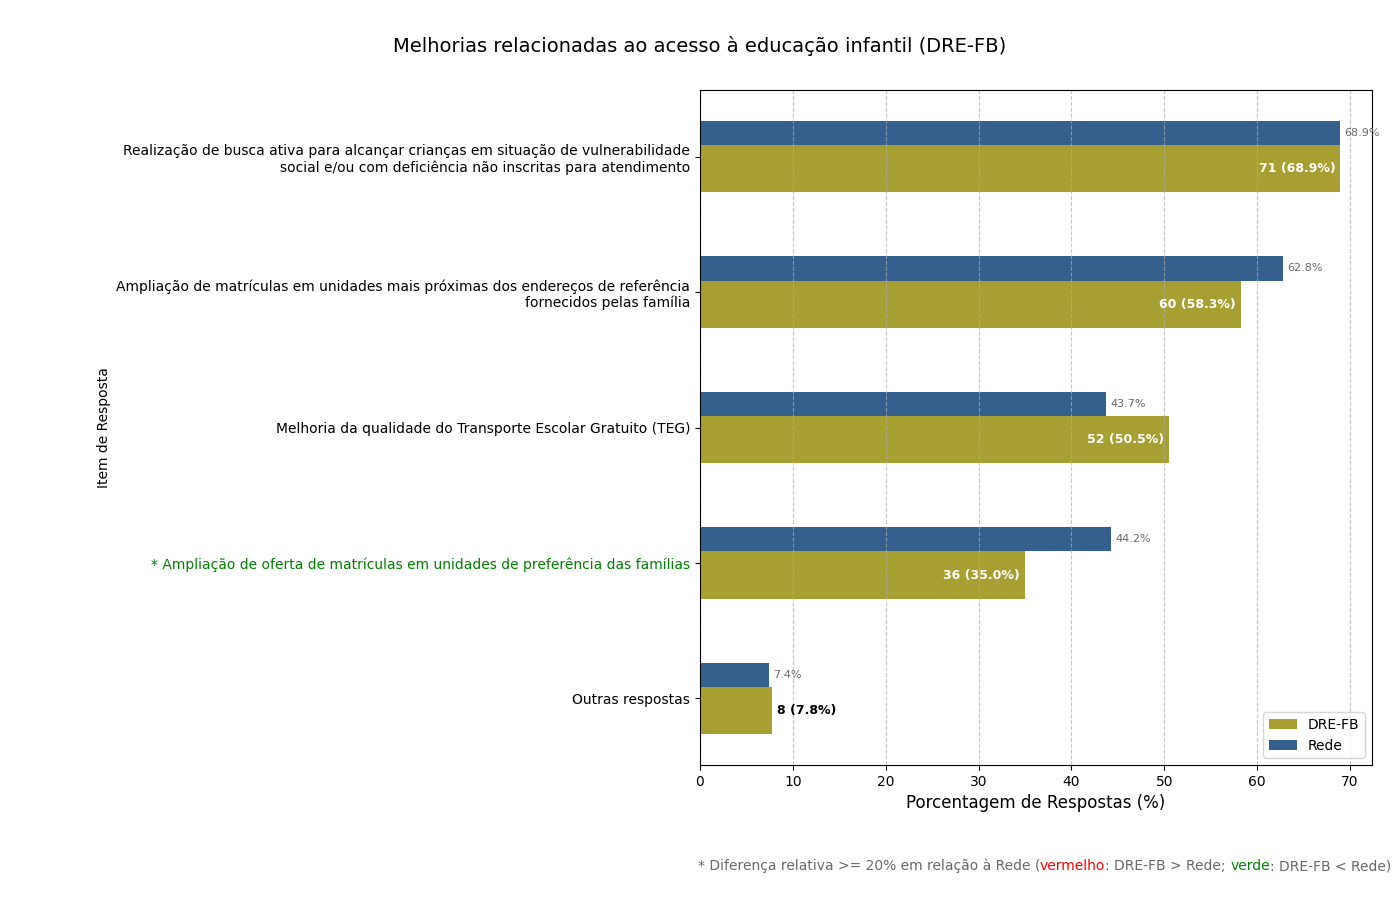 Melhorias relacionadas ao acesso à educação infantil (DRE-FB)
Realização de busca ativa para alcançar crianças em situação de vulnerabilidade
social e/ou com deficiência não inscritas para atendimento
68.9%
71 (68.9%)
Ampliação de matrículas em unidades mais próximas dos endereços de referência
fornecidos pelas família
62.8%
60 (58.3%)
Melhoria da qualidade do Transporte Escolar Gratuito (TEG)
43.7%
52 (50.5%)
* Ampliação de oferta de matrículas em unidades de preferência das famílias
44.2%
36 (35.0%)
Outras respostas
7.4%
8 (7.8%)
Item de Resposta
DRE-FB
Rede
0 10 20 30 40 50 60 70
Porcentagem de Respostas (%)
* Diferença relativa >= 20% em relação à Rede (vermelho: DRE-FB > Rede; verde: DRE-FB < Rede)